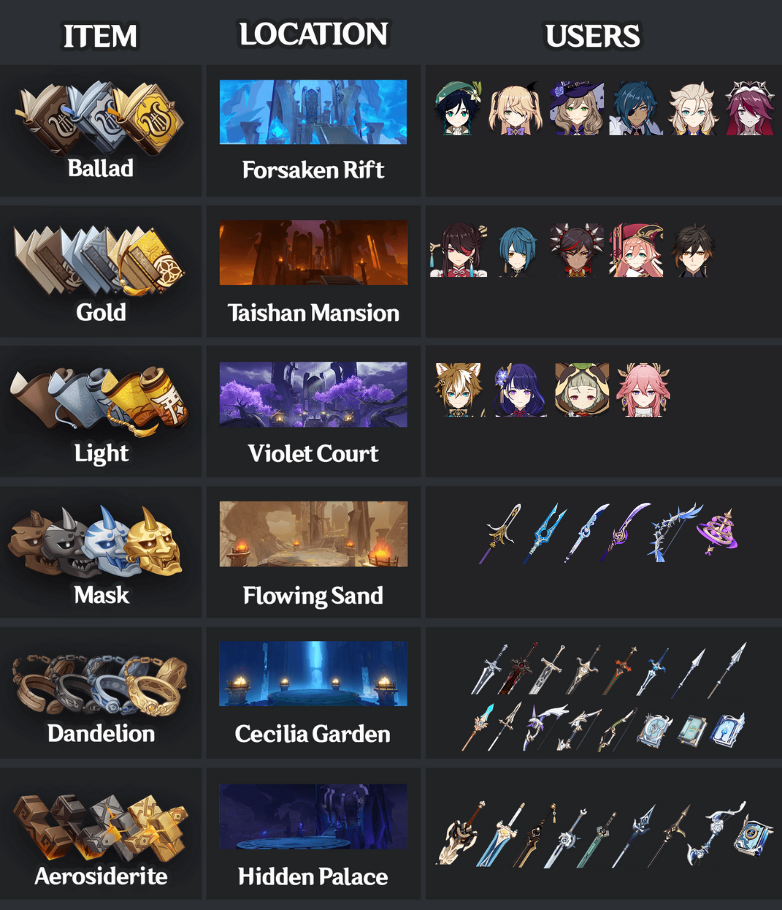 ITEM LOCATION USERS
Ballad Forsaken Rift
Gold Taishan Mansion
Light Violet Court
Mask Flowing Sand
Dandelion Cecilia Garden
Aerosiderite Hidden Palace